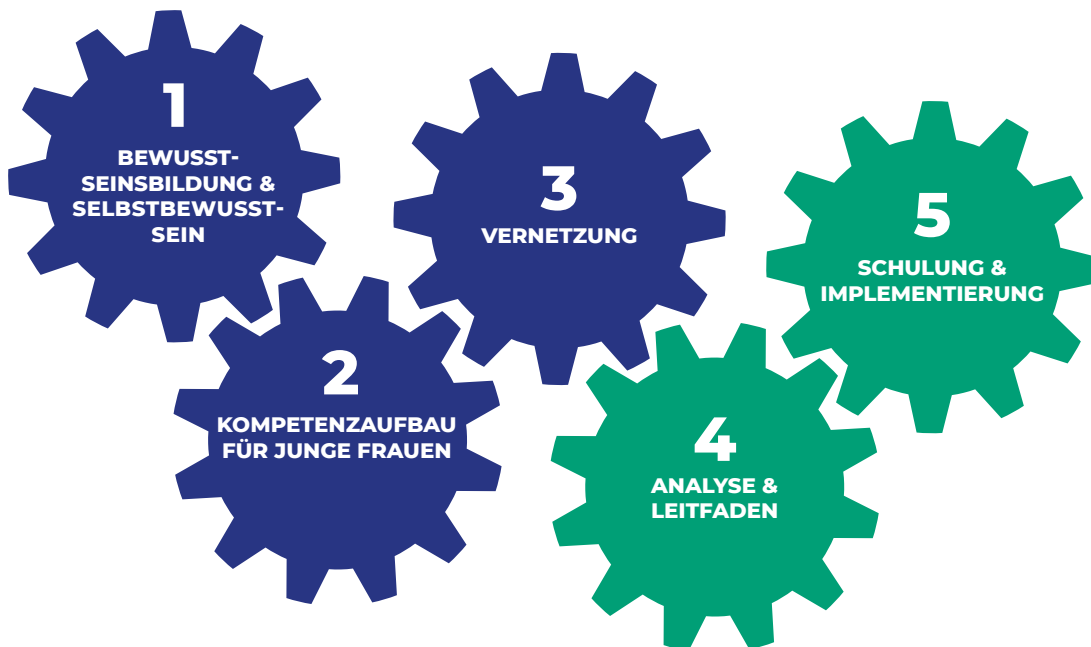 1
BEWUSST-
SEINSBILDUNG &
SELBSTBEWUSST-
SEIN
2
KOMPETENZAUFBAU
FÜR JUNGE FRAUEN
3
VERNETZUNG
4
ANALYSE &
LEITFADEN
5
SCHULUNG &
IMPLEMENTIERUNG